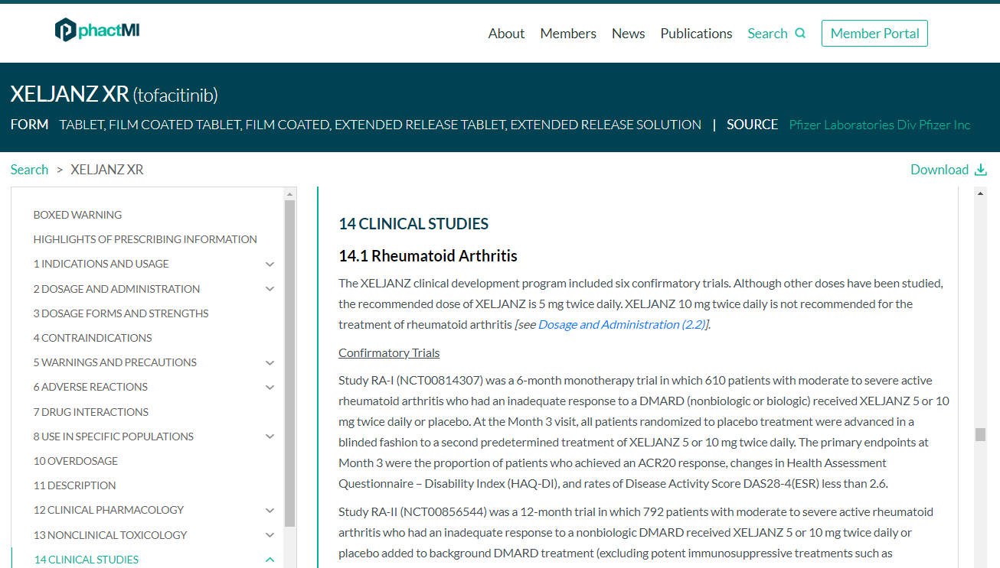 phactMI
About Members News Publications Search Member Portal
XELJANZ XR (tofacitinib)
FORM TABLET, FILM COATED TABLET, FILM COATED, EXTENDED RELEASE TABLET, EXTENDED RELEASE SOLUTION | SOURCE Pfizer Laboratories Div Pfizer Inc
Search > XELJANZ XR
Download
BOXED WARNING
HIGHLIGHTS OF PRESCRIBING INFORMATION
1 INDICATIONS AND USAGE
2 DOSAGE AND ADMINISTRATION
3 DOSAGE FORMS AND STRENGTHS
4 CONTRAINDICATIONS
5 WARNINGS AND PRECAUTIONS
6 ADVERSE REACTIONS
7 DRUG INTERACTIONS
8 USE IN SPECIFIC POPULATIONS
10 OVERDOSAGE
11 DESCRIPTION
12 CLINICAL PHARMACOLOGY
13 NONCLINICAL TOXICOLOGY
14 CLINICAL STUDIES
14 CLINICAL STUDIES
14.1 Rheumatoid Arthritis
The XELJANZ clinical development program included six confirmatory trials. Although other doses have been studied,
the recommended dose of XELJANZ is 5 mg twice daily. XELJANZ 10 mg twice daily is not recommended for the
treatment of rheumatoid arthritis [see Dosage and Administration (2.2)].
Confirmatory Trials
Study RA-I (NCT00814307) was a 6-month monotherapy trial in which 610 patients with moderate to severe active
rheumatoid arthritis who had an inadequate response to a DMARD (nonbiologic or biologic) received XELJANZ 5 or 10
mg twice daily or placebo. At the Month 3 visit, all patients randomized to placebo treatment were advanced in a
blinded fashion to a second predetermined treatment of XELJANZ 5 or 10 mg twice daily. The primary endpoints at
Month 3 were the proportion of patients who achieved an ACR20 response, changes in Health Assessment
Questionnaire – Disability Index (HAQ-DI), and rates of Disease Activity Score DAS28-4(ESR) less than 2.6.
Study RA-II (NCT00856544) was a 12-month trial in which 792 patients with moderate to severe active rheumatoid
arthritis who had an inadequate response to a nonbiologic DMARD received XELJANZ 5 or 10 mg twice daily or
placebo added to background DMARD treatment (excluding potent immunosuppressive treatments such as